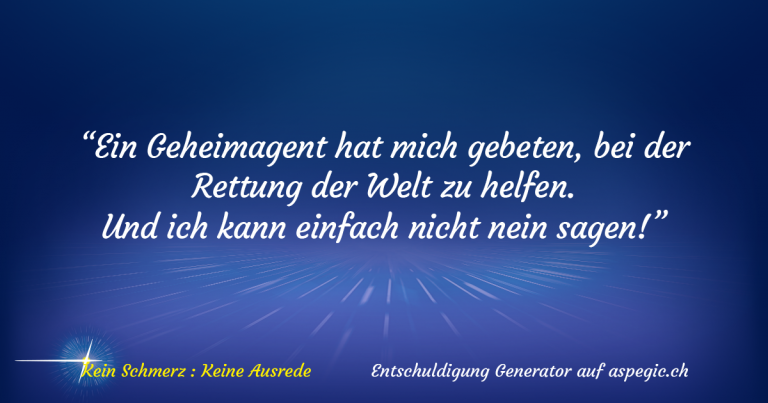 “Ein Geheimagent hat mich gebeten, bei der
Rettung der Welt zu helfen.
Und ich kann einfach nicht nein sagen!”
Kein Schmerz : Keine Ausrede
Entschuldigung Generator auf aspegic.ch